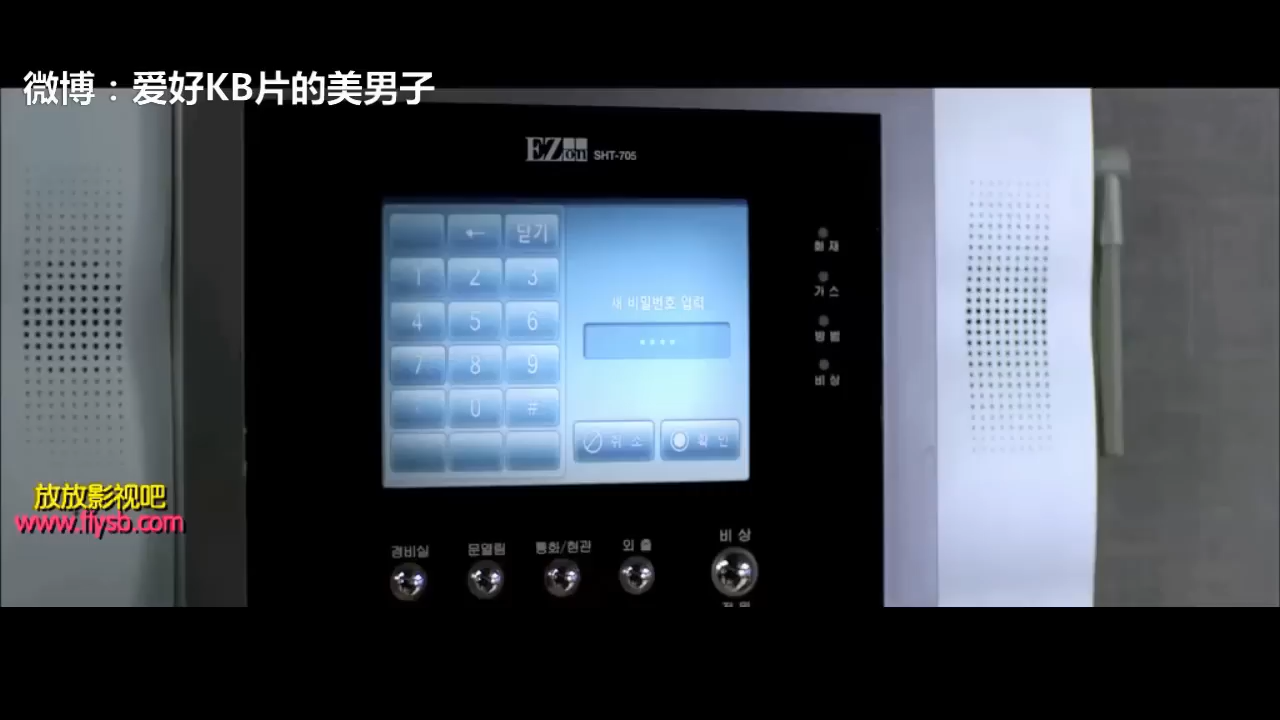 微博：爱好KB片的美男子
EZon SHT-705
← 닫기
1 2 3
4 5 6
7 8 9
0 #
새 비밀번호 입력
****
취소 확인
화재
가스
방범
비상
경비실 문열림 통화/현관 외출 비상
放放影视吧